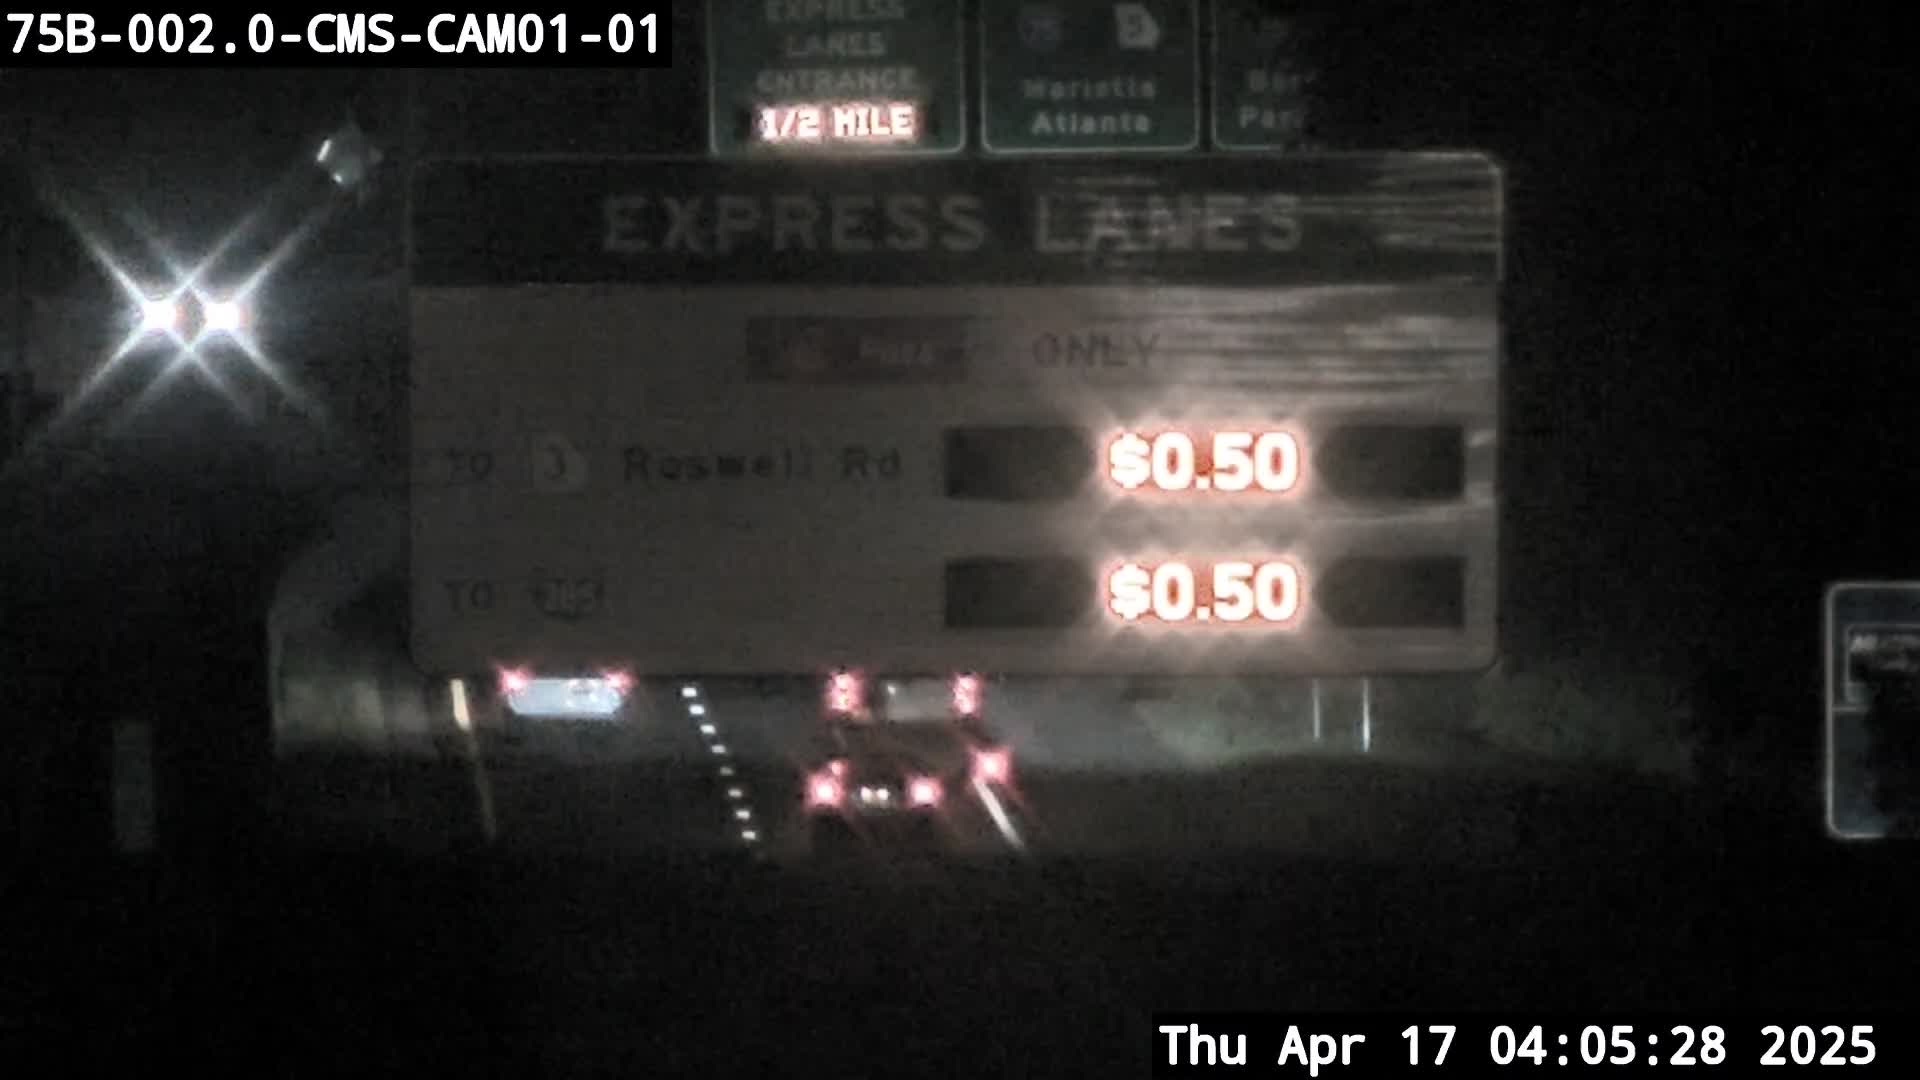 75B-002.0-CMS-CAM01-01
EXPRESS
LANES
ENTRANCE
1/2 MILE
Marietta
Atlanta
EXPRESS LANES
ONLY
TO Roswell Rd $0.50
TO $0.50
Thu Apr 17 04:05:28 2025